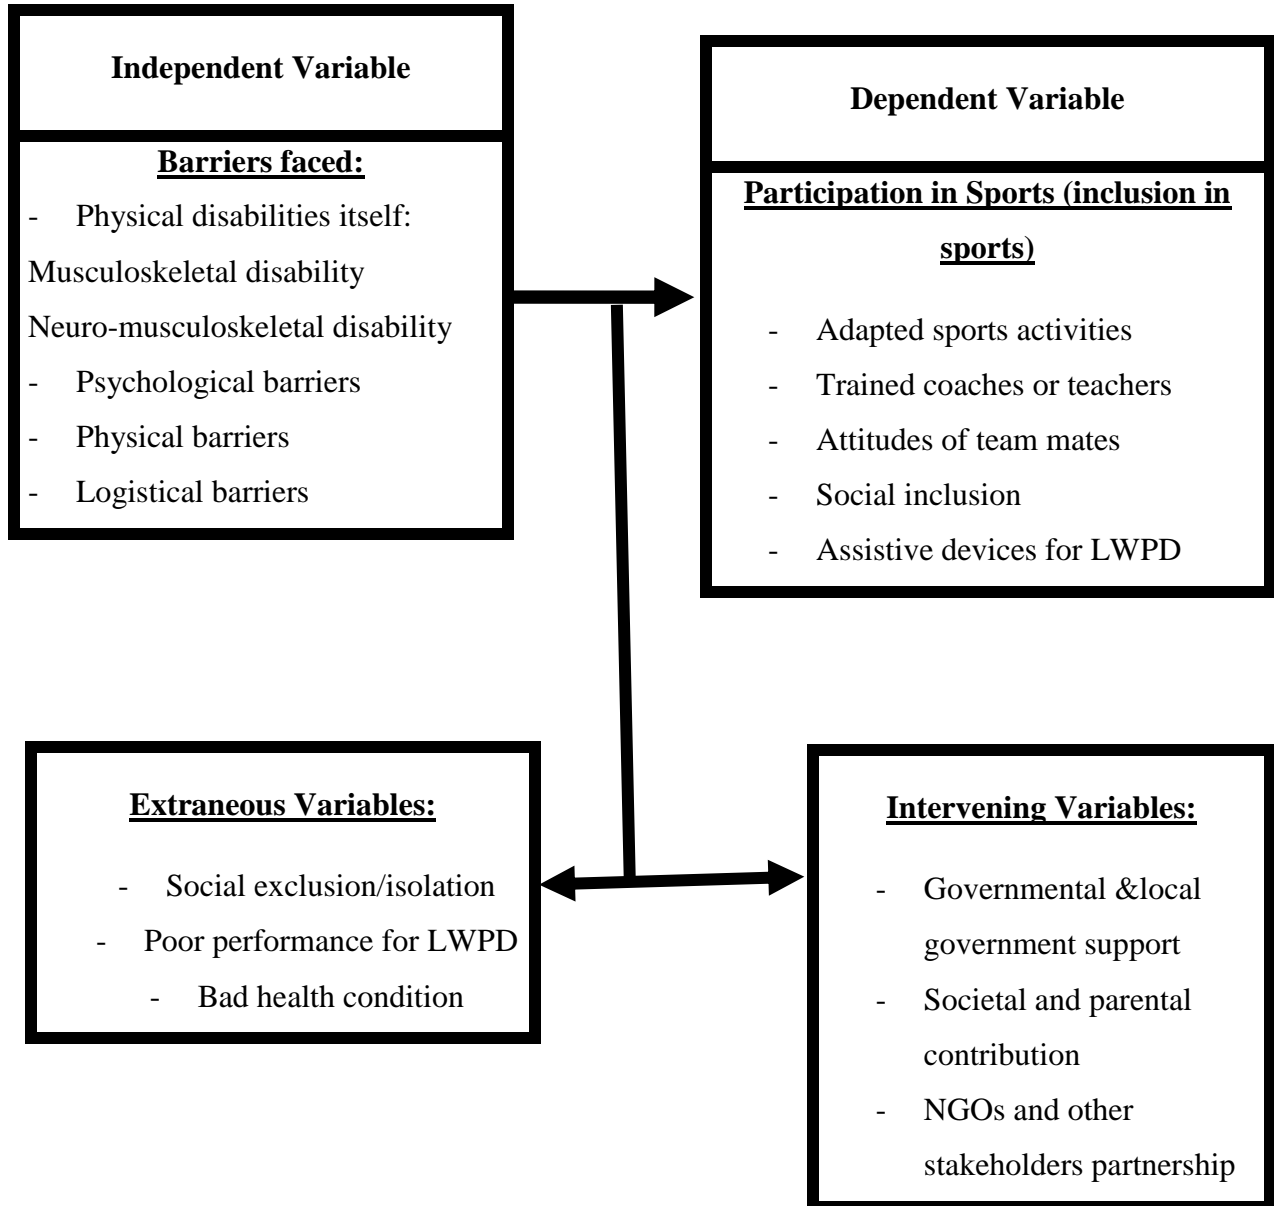 Independent Variable
Barriers faced:
- Physical disabilities itself:
Musculoskeletal disability
Neuro-musculoskeletal disability
- Psychological barriers
- Physical barriers
- Logistical barriers
Dependent Variable
Participation in Sports (inclusion in
sports)
- Adapted sports activities
- Trained coaches or teachers
- Attitudes of team mates
- Social inclusion
- Assistive devices for LWPD
Extraneous Variables:
- Social exclusion/isolation
- Poor performance for LWPD
- Bad health condition
Intervening Variables:
- Governmental &local
government support
- Societal and parental
contribution
- NGOs and other
stakeholders partnership